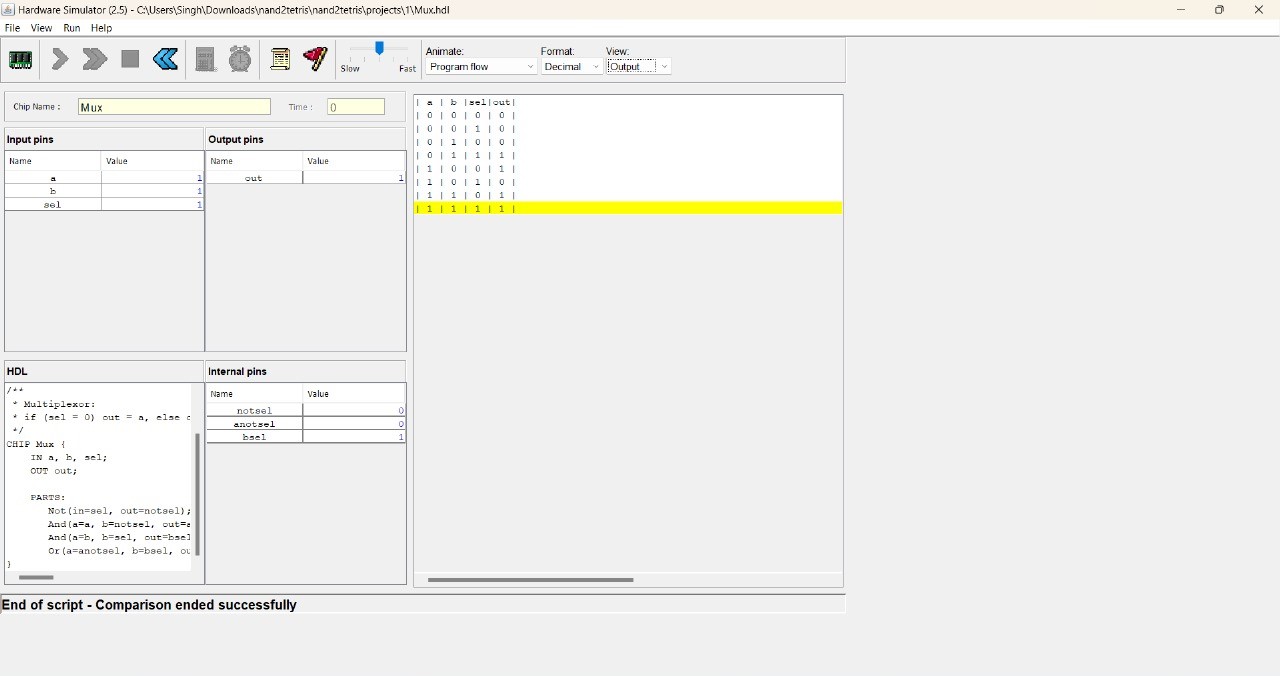 Hardware Simulator (2.5) - C:\Users\Singh\Downloads\nand2tetris\nand2tetris\projects\1\Mux.hdl
File View Run Help
Slow Fast
Animate: Format: View:
Program flow Decimal Output
Chip Name : Mux Time : 0
Input pins
Name Value
a 1
b 1
sel 1
Output pins
Name Value
out 1
HDL
/**
* Multiplexor:
* if (sel = 0) out = a, else
*/
CHIP Mux {
IN a, b, sel;
OUT out;
PARTS:
Not(in=sel, out=notsel);
And(a=a, b=notsel, out=a
And(a=b, b=sel, out=bsel
Or(a=anotsel, b=bsel, ou
}
Internal pins
Name Value
notsel 0
anotsel 0
bsel 1
| a | b |sel|out|
| 0 | 0 | 0 | 0 |
| 0 | 0 | 1 | 0 |
| 0 | 1 | 0 | 0 |
| 0 | 1 | 1 | 1 |
| 1 | 0 | 0 | 1 |
| 1 | 0 | 1 | 0 |
| 1 | 1 | 0 | 1 |
| 1 | 1 | 1 | 1 |
End of script - Comparison ended successfully